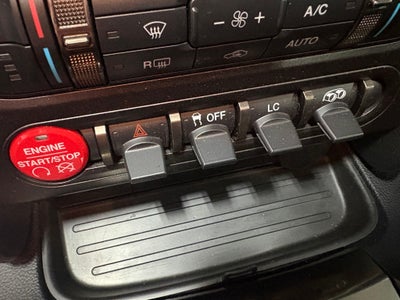 - +
A/C
R
AUTO
OFF
LC
ENGINE
START/STOP